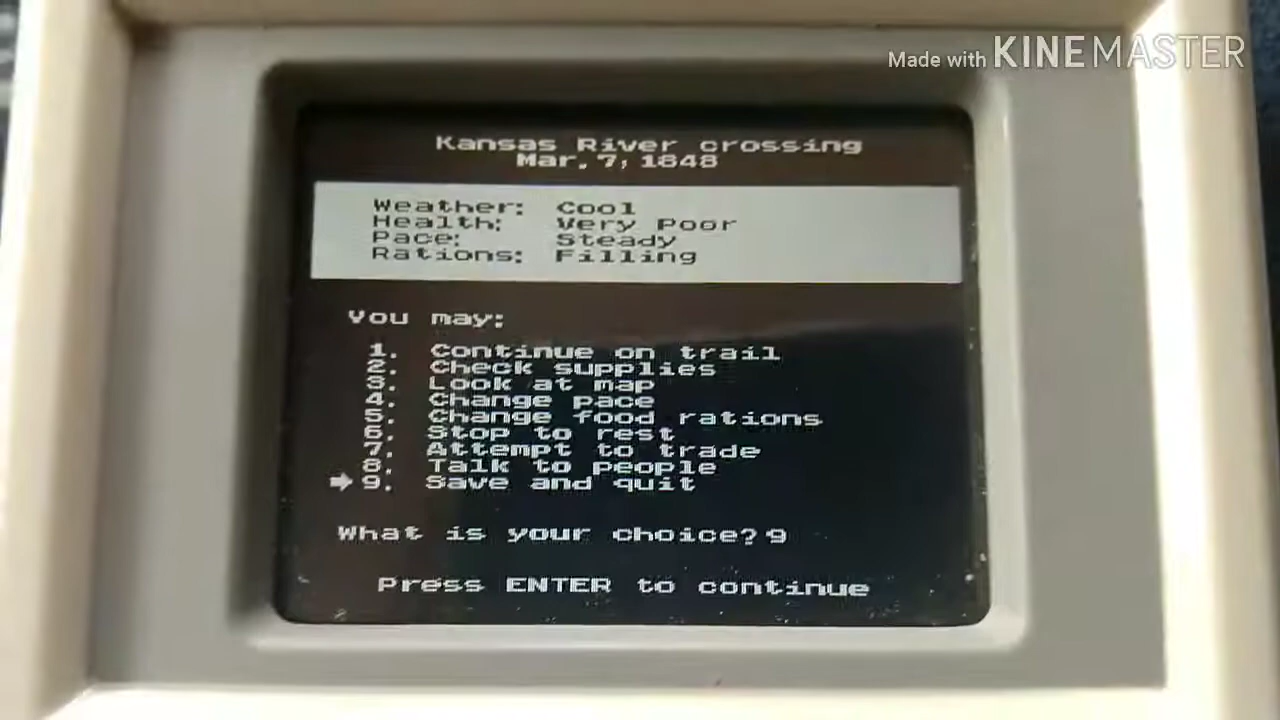 Made with KINEMASTER
Kansas River crossing
Mar. 7, 1848
Weather: Cool
Health: Very Poor
Pace: Steady
Rations: Filling
You may:
1. Continue on trail
2. Check supplies
3. Look at map
4. Change pace
5. Change food rations
6. Stop to rest
7. Attempt to trade
8. Talk to people
9. Save and quit
What is your choice? 9
Press ENTER to continue